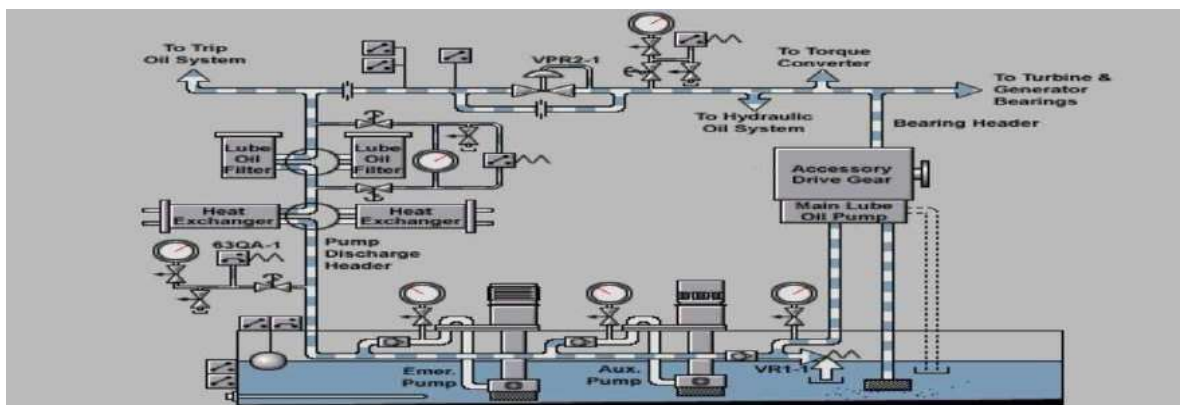 To Trip
Oil System
VPR2-1
To Torque
Converter
To Turbine &
Generator
Bearings
To Hydraulic
Oil System
Bearing Header
Lube
Oil
Filter
Lube
Oil
Filter
Accessory
Drive Gear
Main Lube
Oil Pump
Heat
Exchanger
Heat
Exchanger
63QA-1
Pump
Discharge
Header
Emer.
Pump
Aux.
Pump
VR1-1